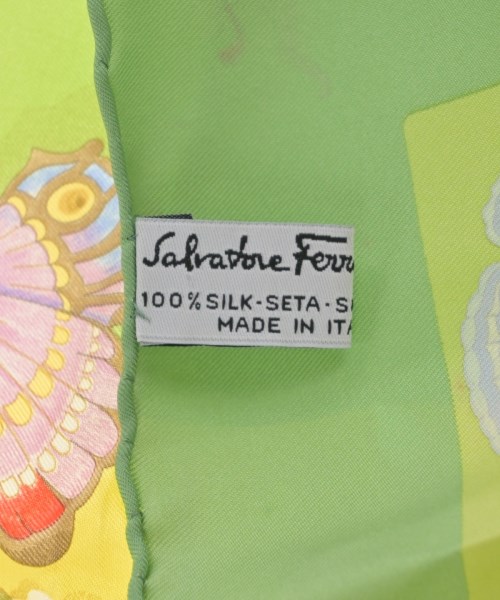 Salvatore Ferr
100% SILK-SETA-S
MADE IN ITA